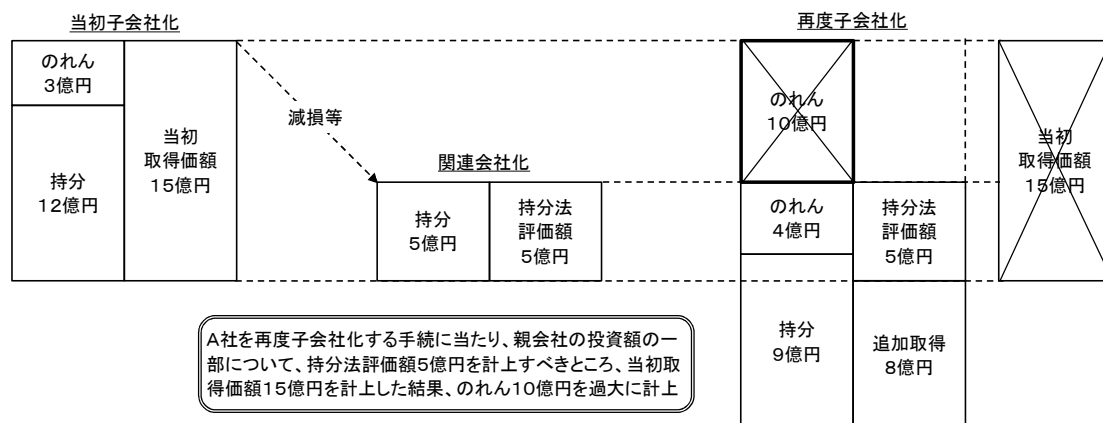 当初子会社化
のれん
3億円
持分
12億円
当初
取得価額
15億円
減損等
関連会社化
持分
5億円
持分法
評価額
5億円
再度子会社化
のれん
10億円
のれん
4億円
持分
9億円
持分法
評価額
5億円
追加取得
8億円
当初
取得価額
15億円
A社を再度子会社化する手続に当たり、親会社の投資額の一
部について、持分法評価額5億円を計上すべきところ、当初取
得価額15億円を計上した結果、のれん10億円を過大に計上